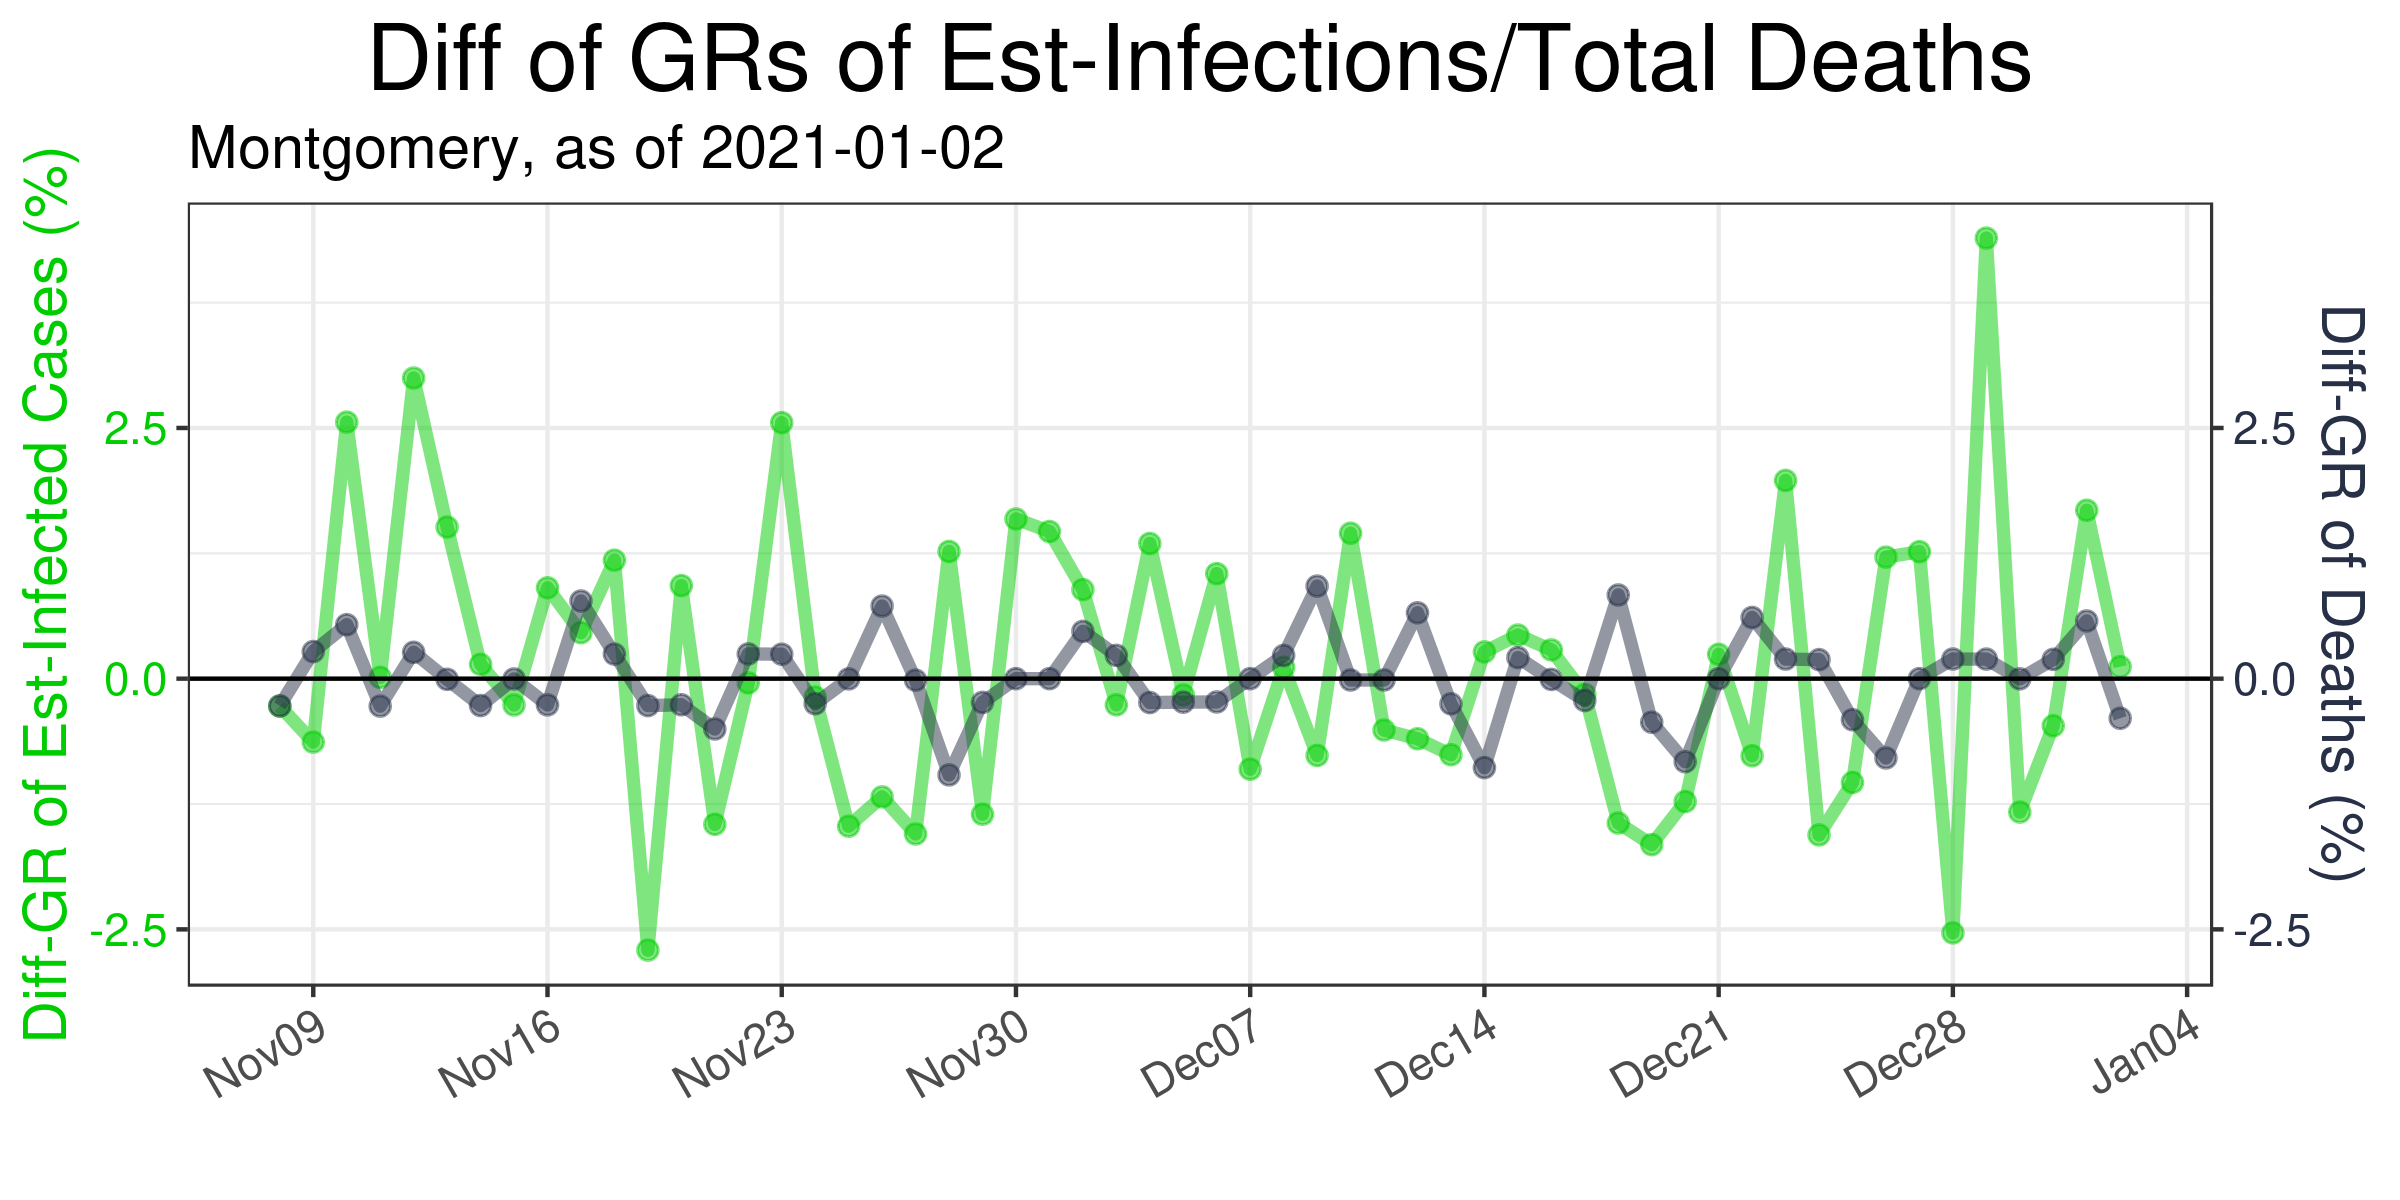 Diff of GRs of Est-Infections/Total Deaths
Montgomery, as of 2021-01-02
Diff-GR of Est-Infected Cases (%)
2.5
0.0
-2.5
2.5
0.0
-2.5
Diff-GR of Deaths (%)
Nov09 Nov16 Nov23 Nov30 Dec07 Dec14 Dec21 Dec28 Jan04